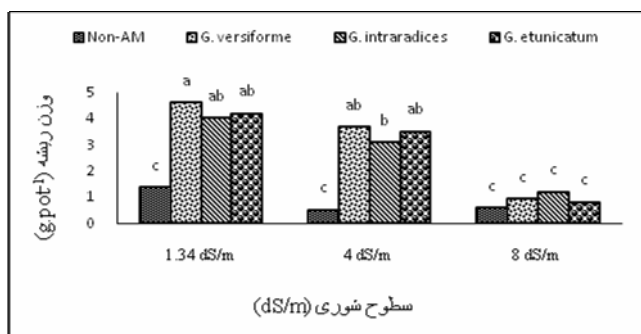 Non-AM G. versiforme G. intraradices G. etunicatum
a
ab ab ab ab
b
c c c c c c
5
4
3
2
1
0
1.34 dS/m 4 dS/m 8 dS/m
وزن ریشه (g.pot-¹)
سطوح شوری (dS/m)